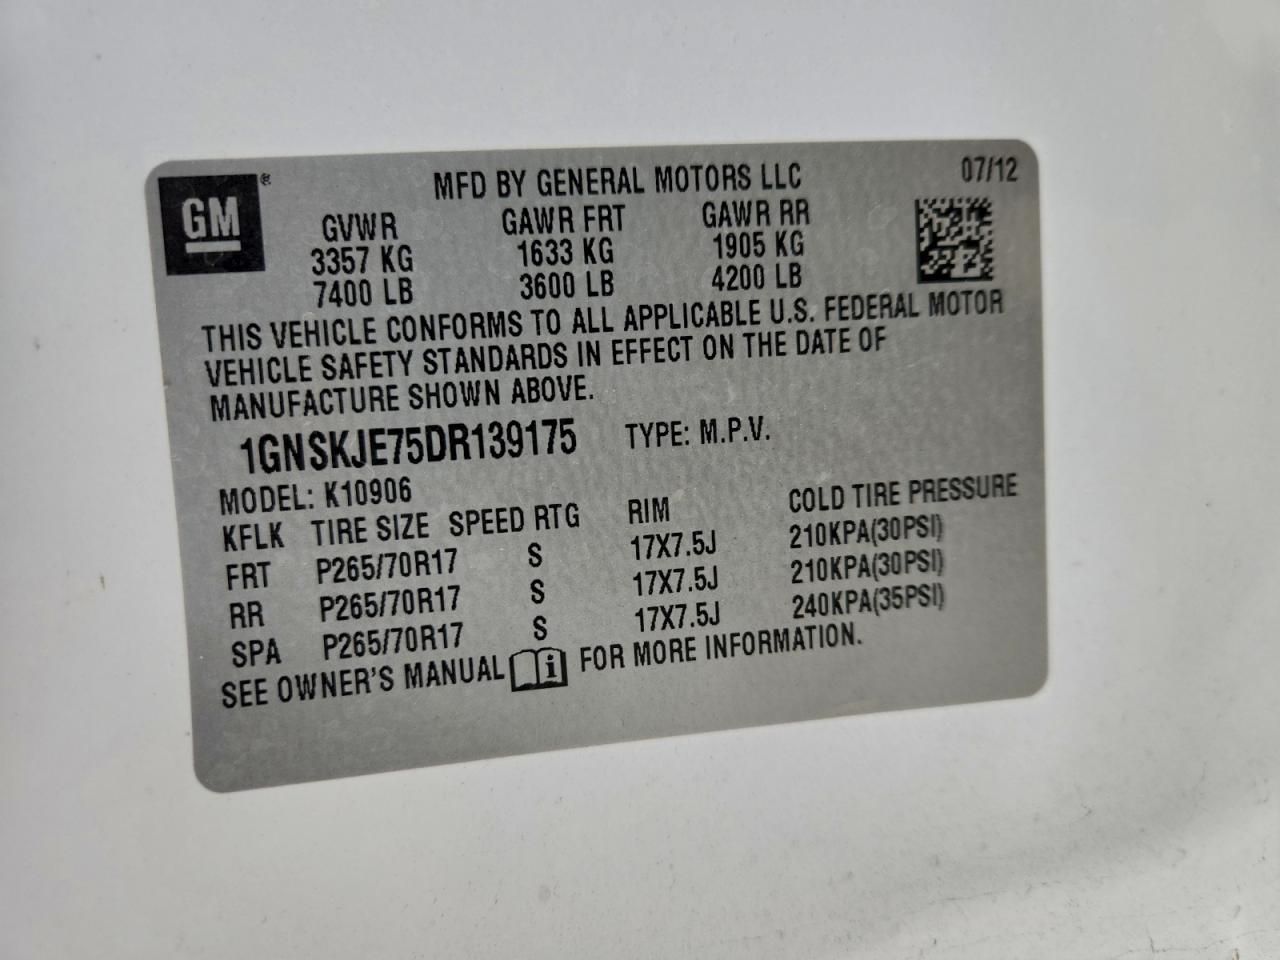 GM®
MFD BY GENERAL MOTORS LLC 07/12
GVWR GAWR FRT GAWR RR
3357 KG 1633 KG 1905 KG
7400 LB 3600 LB 4200 LB
THIS VEHICLE CONFORMS TO ALL APPLICABLE U.S. FEDERAL MOTOR
VEHICLE SAFETY STANDARDS IN EFFECT ON THE DATE OF
MANUFACTURE SHOWN ABOVE.
1GNSKJE75DR139175 TYPE: M.P.V.
MODEL: K10906
KFLK TIRE SIZE SPEED RTG RIM COLD TIRE PRESSURE
FRT P265/70R17 S 17X7.5J 210KPA(30PSI)
RR P265/70R17 S 17X7.5J 210KPA(30PSI)
SPA P265/70R17 S 17X7.5J 240KPA(35PSI)
SEE OWNER'S MANUAL i FOR MORE INFORMATION.